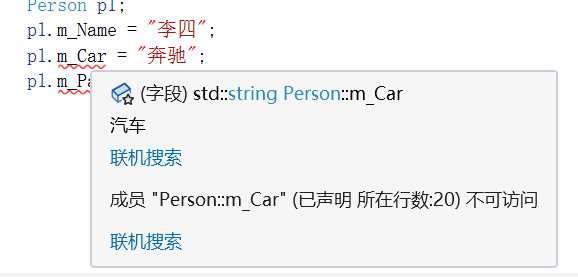 Person p1;
p1.m_Name = "李四";
p1.m_Car = "奔驰";
p1.m_Pa
(字段) std::string Person::m_Car
汽车
联机搜索
成员 "Person::m_Car" (已声明 所在行数:20) 不可访问
联机搜索